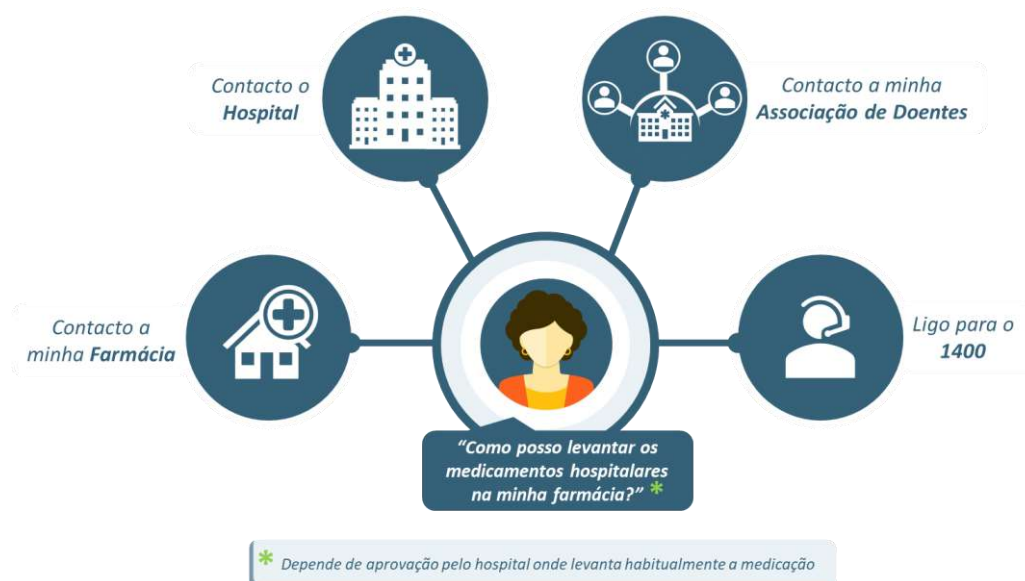 Contacto o
Hospital
Contacto a minha
Associação de Doentes
Contacto a
minha Farmácia
Ligo para o
1400
“Como posso levantar os
medicamentos hospitalares
na minha farmácia?” *
* Depende de aprovação pelo hospital onde levanta habitualmente a medicação